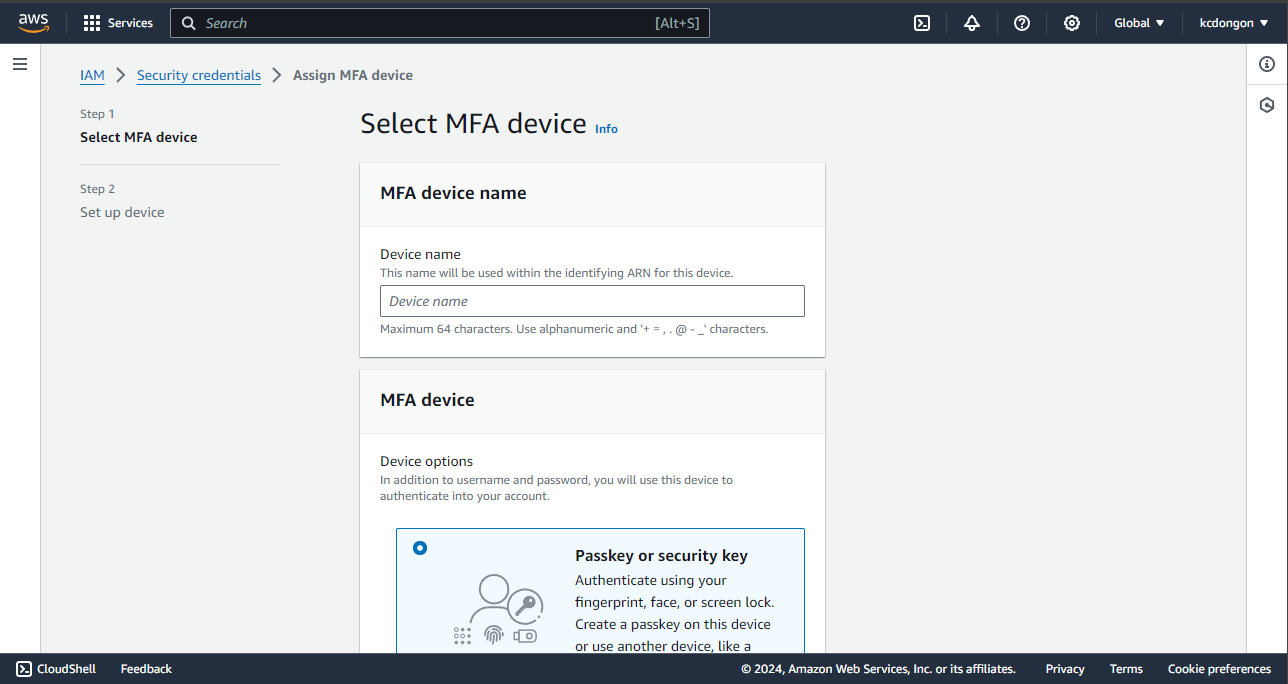 aws
Services
Search
[Alt+S]
Global
kcdongon
IAM
Security credentials
Assign MFA device
Step 1
Select MFA device
Step 2
Set up device
Select MFA device
Info
MFA device name
Device name
This name will be used within the identifying ARN for this device.
Device name
Maximum 64 characters. Use alphanumeric and '+ = , . @ - _' characters.
MFA device
Device options
In addition to username and password, you will use this device to
authenticate into your account.
Passkey or security key
Authenticate using your
fingerprint, face, or screen lock.
Create a passkey on this device
or use another device, like a
CloudShell
Feedback
© 2024, Amazon Web Services, Inc. or its affiliates.
Privacy
Terms
Cookie preferences